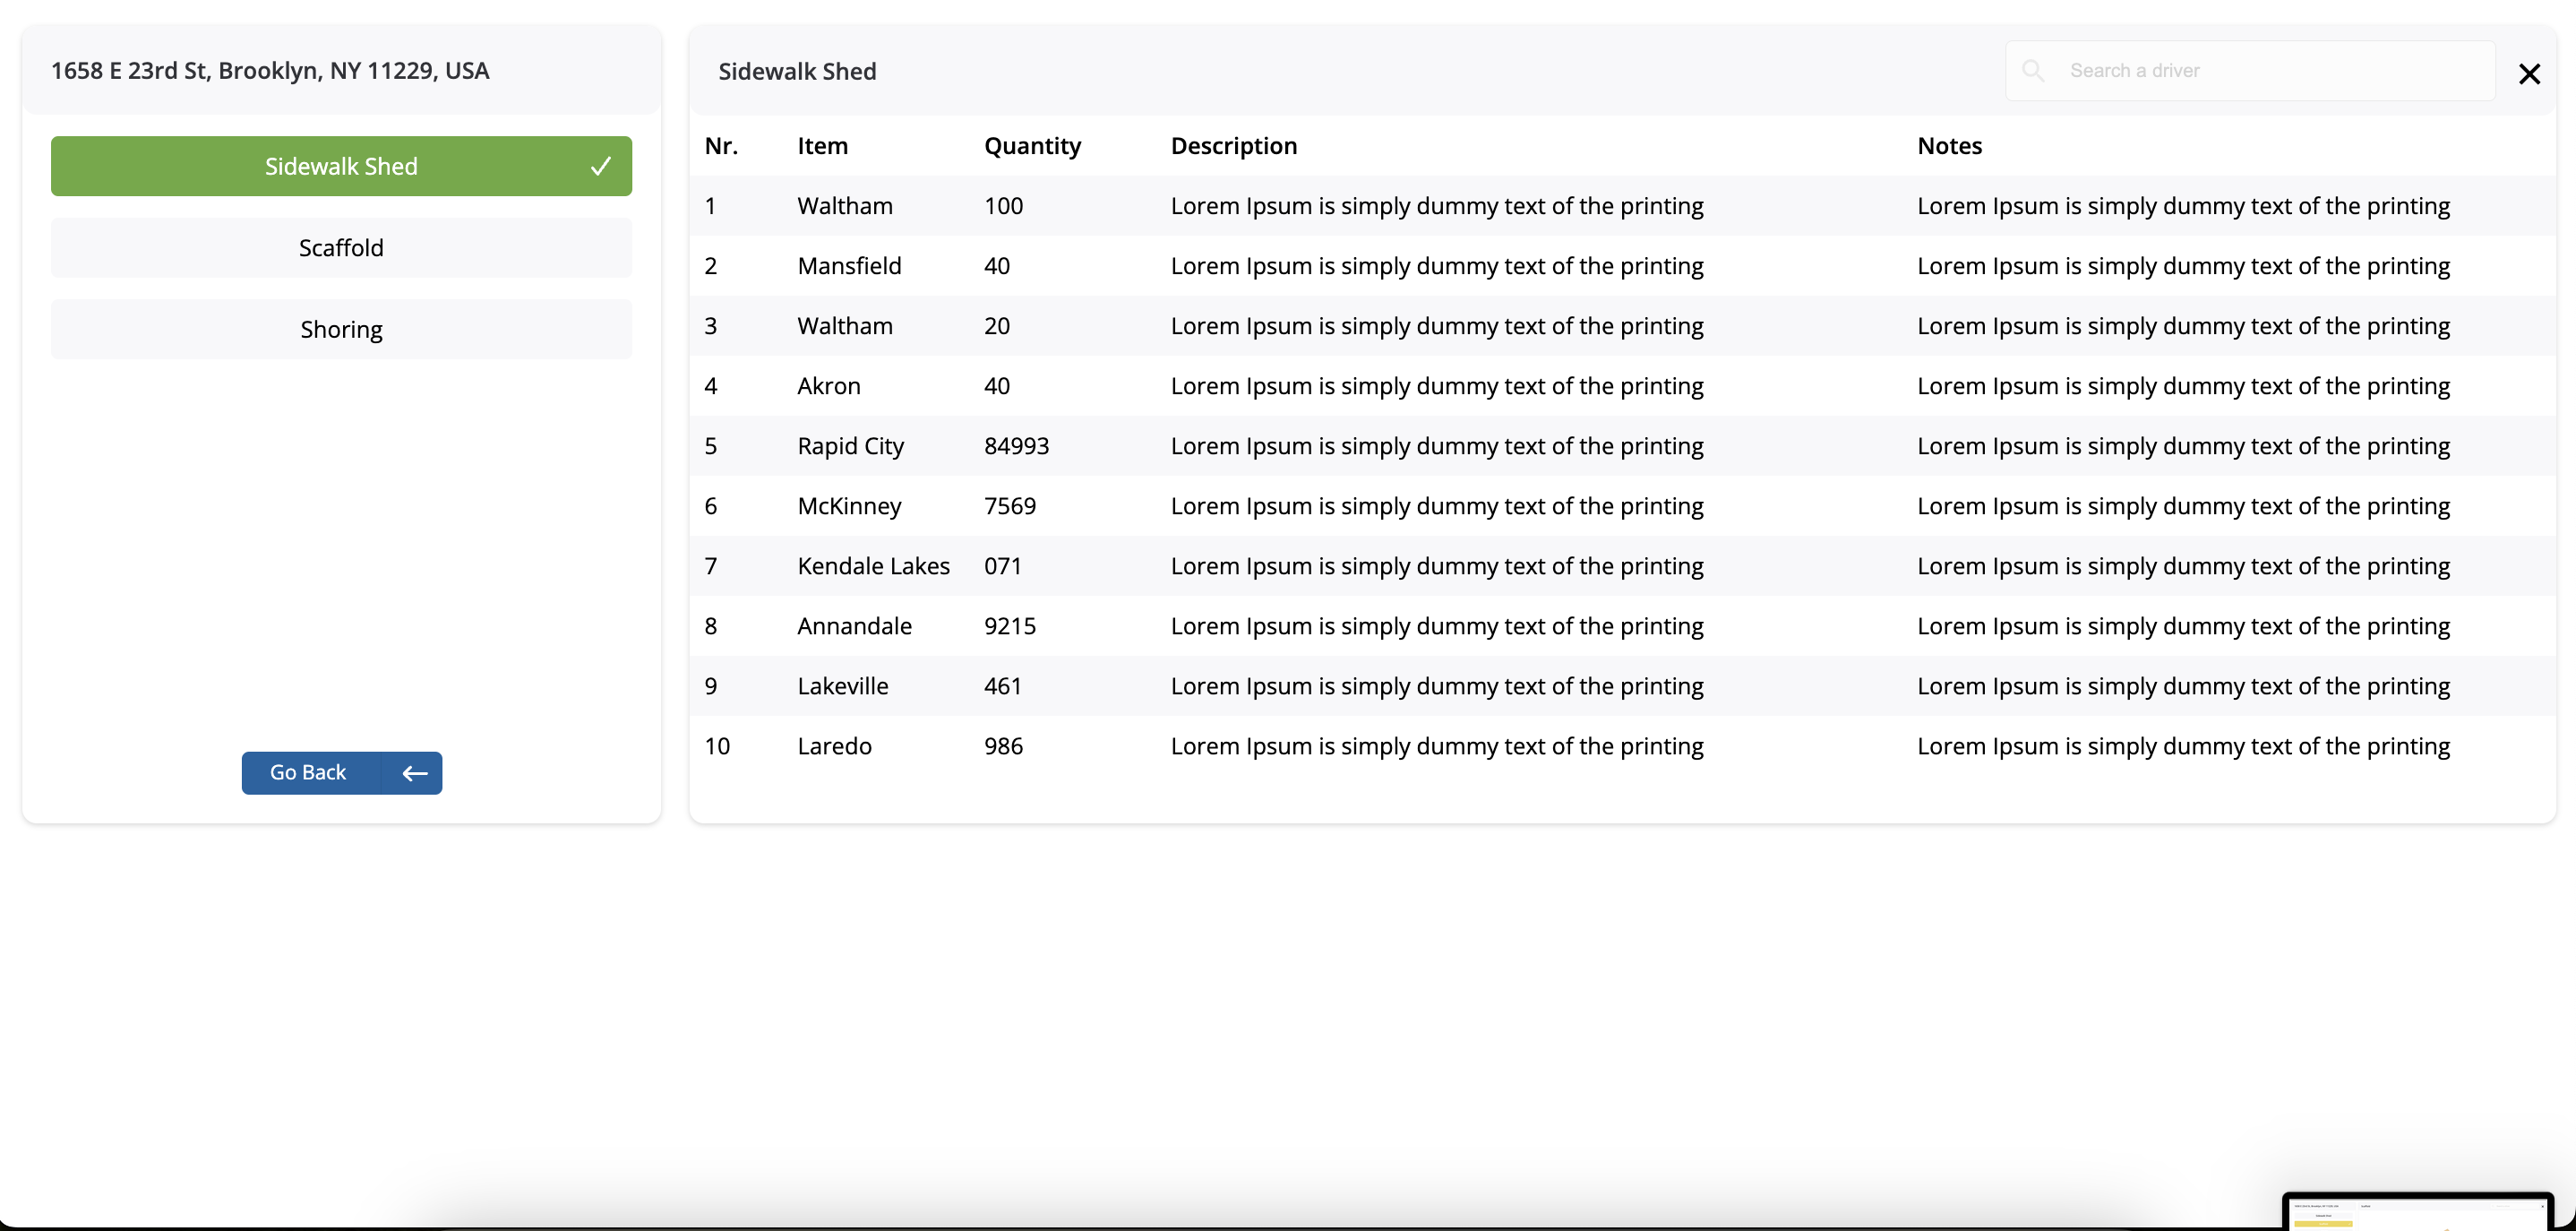 1658 E 23rd St, Brooklyn, NY 11229, USA
Sidewalk Shed
Scaffold
Shoring
Go Back
Sidewalk Shed
Search a driver
Nr. Item Quantity Description Notes
1 Waltham 100 Lorem Ipsum is simply dummy text of the printing Lorem Ipsum is simply dummy text of the printing
2 Mansfield 40 Lorem Ipsum is simply dummy text of the printing Lorem Ipsum is simply dummy text of the printing
3 Waltham 20 Lorem Ipsum is simply dummy text of the printing Lorem Ipsum is simply dummy text of the printing
4 Akron 40 Lorem Ipsum is simply dummy text of the printing Lorem Ipsum is simply dummy text of the printing
5 Rapid City 84993 Lorem Ipsum is simply dummy text of the printing Lorem Ipsum is simply dummy text of the printing
6 McKinney 7569 Lorem Ipsum is simply dummy text of the printing Lorem Ipsum is simply dummy text of the printing
7 Kendale Lakes 071 Lorem Ipsum is simply dummy text of the printing Lorem Ipsum is simply dummy text of the printing
8 Annandale 9215 Lorem Ipsum is simply dummy text of the printing Lorem Ipsum is simply dummy text of the printing
9 Lakeville 461 Lorem Ipsum is simply dummy text of the printing Lorem Ipsum is simply dummy text of the printing
10 Laredo 986 Lorem Ipsum is simply dummy text of the printing Lorem Ipsum is simply dummy text of the printing